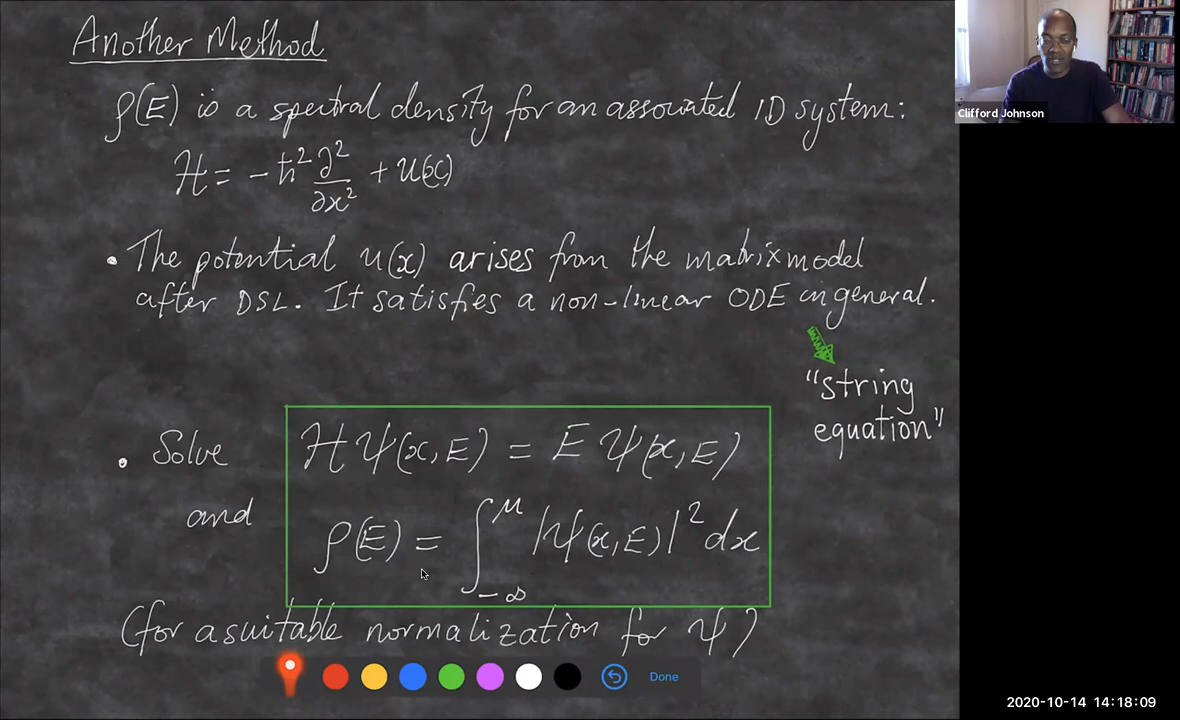 Another Method
ρ(E) is a spectral density for an associated 1D system:
H = -ħ² ∂²/∂x² + u(x)
• The potential u(x) arises from the matrix model
after DSL. It satisfies a non-linear ODE in general.
"string
equation"
• Solve H ψ(x,E) = E ψ(x,E)
and ρ(E) = ∫_{-∞}^{μ} |ψ(x,E)|² dx
(for a suitable normalization for ψ)
Done
Clifford Johnson
2020-10-14 14:18:09